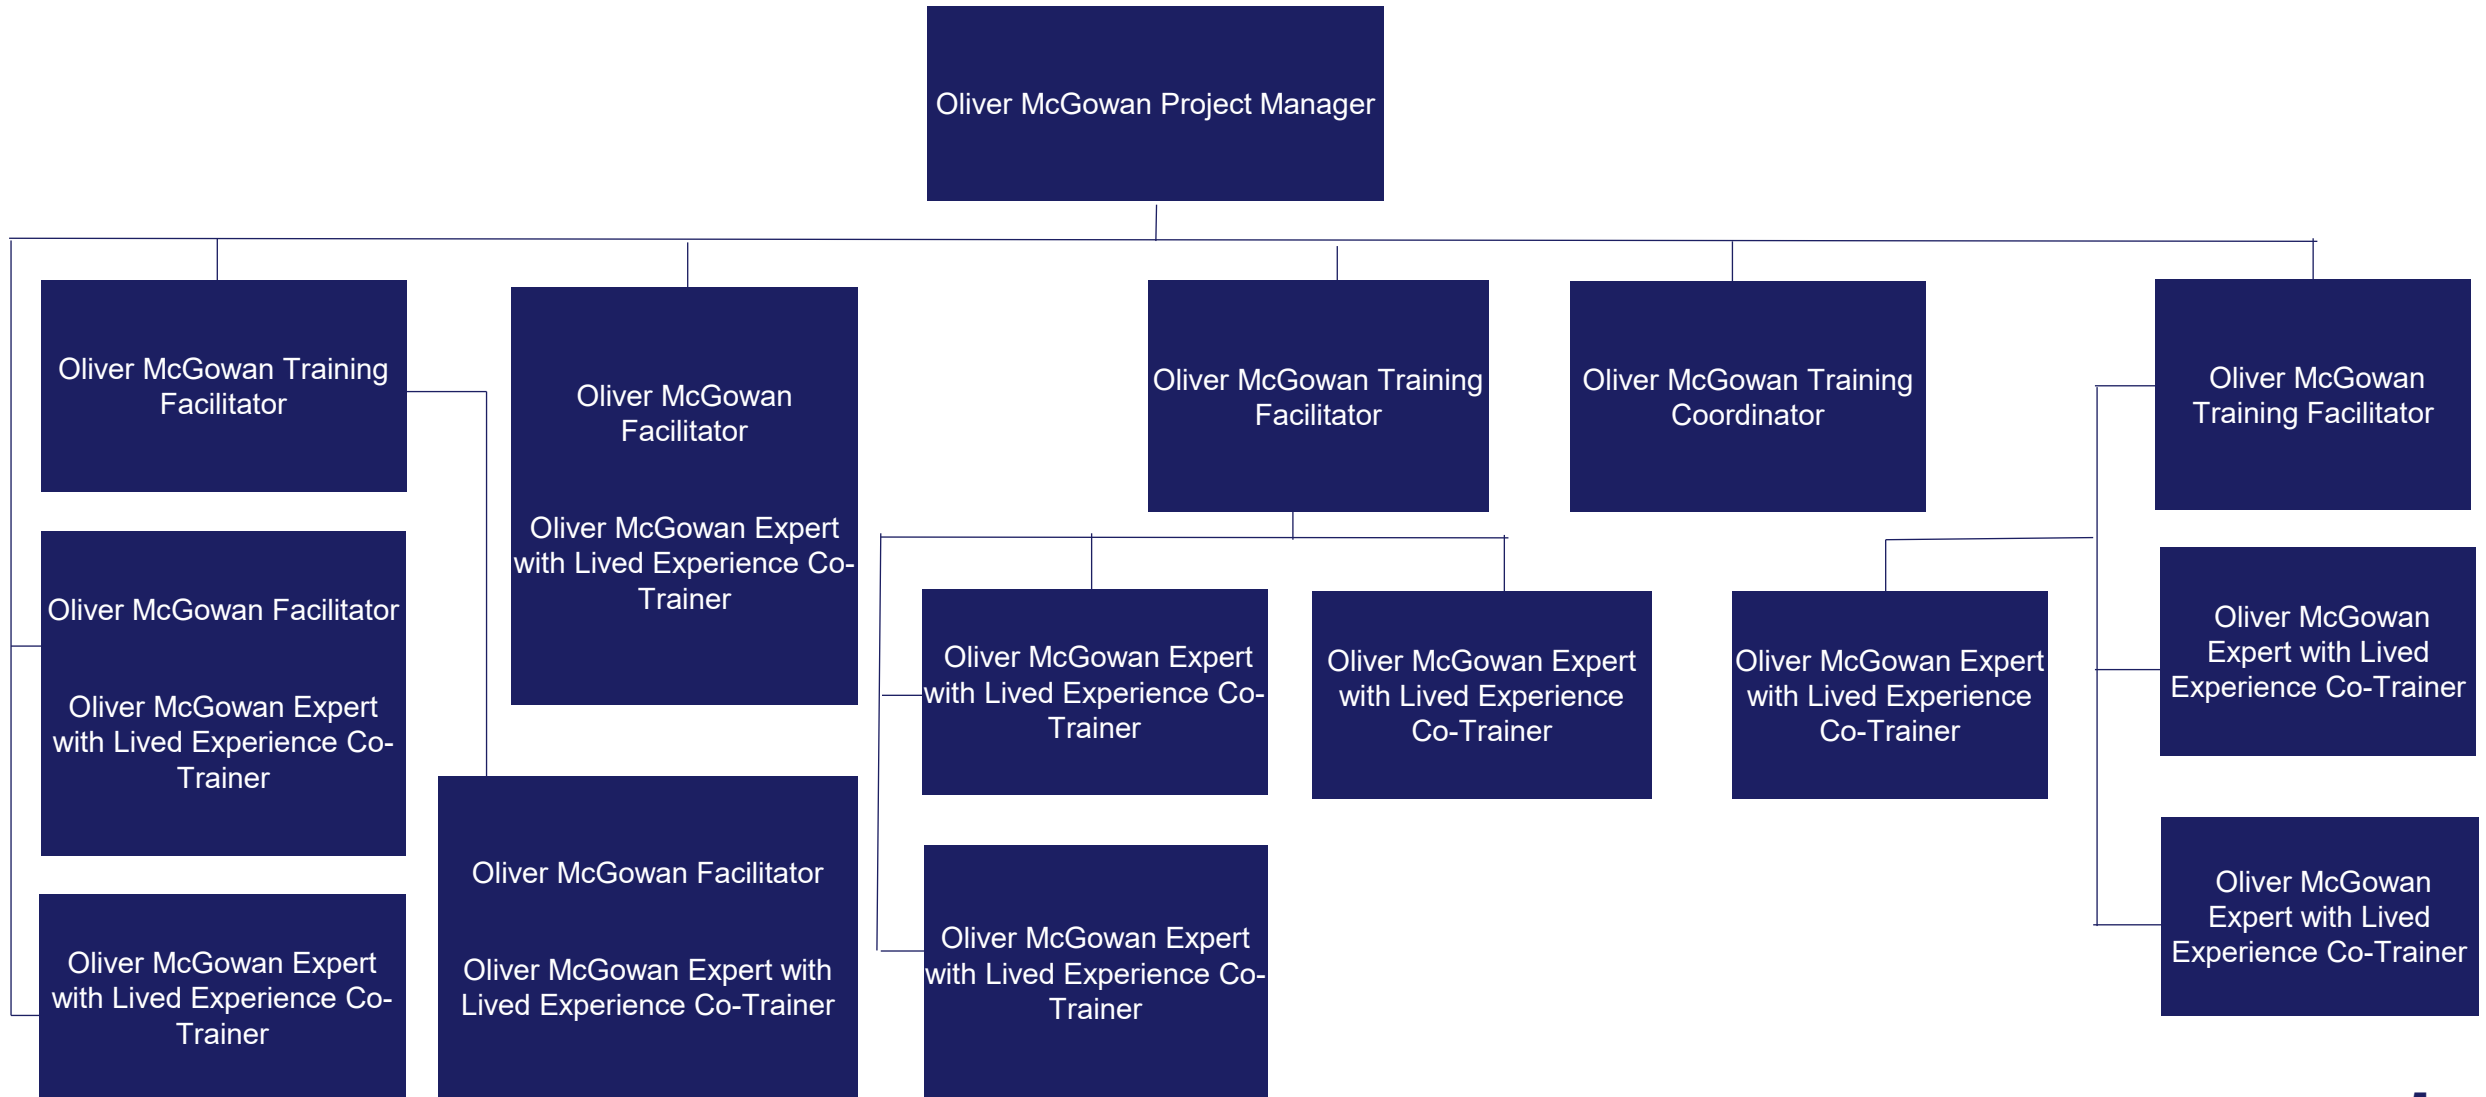 Oliver McGowan Project Manager
Oliver McGowan Training
Facilitator
Oliver McGowan
Facilitator
Oliver McGowan Expert
with Lived Experience Co-
Trainer
Oliver McGowan Training
Facilitator
Oliver McGowan Training
Coordinator
Oliver McGowan
Training Facilitator
Oliver McGowan Facilitator
Oliver McGowan Expert
with Lived Experience Co-
Trainer
Oliver McGowan Expert
with Lived Experience Co-
Trainer
Oliver McGowan Expert
with Lived Experience
Co-Trainer
Oliver McGowan Expert
with Lived Experience
Co-Trainer
Oliver McGowan
Expert with Lived
Experience Co-Trainer
Oliver McGowan Expert
with Lived Experience Co-
Trainer
Oliver McGowan Facilitator
Oliver McGowan Expert with
Lived Experience Co-Trainer
Oliver McGowan Expert
with Lived Experience Co-
Trainer
Oliver McGowan
Expert with Lived
Experience Co-Trainer